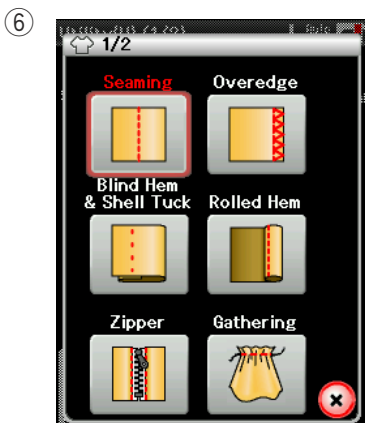 ⑥
1/2
Seaming Overedge
Blind Hem
& Shell Tuck Rolled Hem
Zipper Gathering